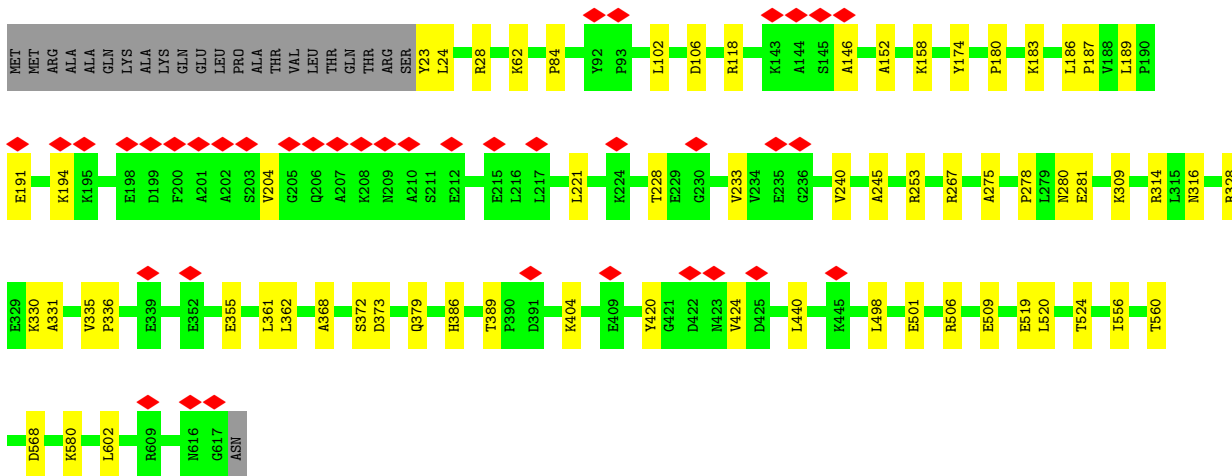 MET MET ARG ALA ALA GLN LYS ALA LYS GLN GLU LEU PRO ALA THR VAL LEU THR GLN THR ARG SER Y23 L24 R28 K62 P84 Y92 P93 L102 D106 R118 K143 A144 S145 A146 A152 K158 Y174 P180 K183 L186 P187 V188 L189 P190
E191 K194 K195 E198 D199 F200 A201 A202 S203 V204 G205 Q206 A207 K208 N209 A210 S211 E212 E215 L216 L217 L221 K224 T228 E229 G230 V233 V234 E235 G236 V240 A245 R253 R267 A275 P278 L279 N280 E281 K309 R314 L315 N316 R328
E329 K330 A331 V335 P336 E339 E352 E355 L361 L362 A368 S372 D373 Q379 H386 T389 P390 D391 K404 E409 Y420 G421 D422 N423 V424 D425 L440 K445 L498 E501 R506 E509 E519 L520 T524 I556 T560
D568 K580 L602 R609 N616 G617 ASN